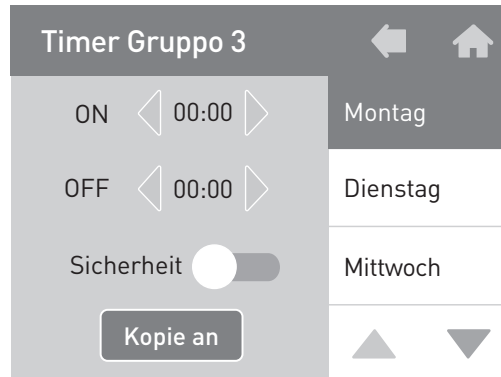 Timer Gruppo 3
ON 00:00
OFF 00:00
Sicherheit
Kopie an
Montag
Dienstag
Mittwoch